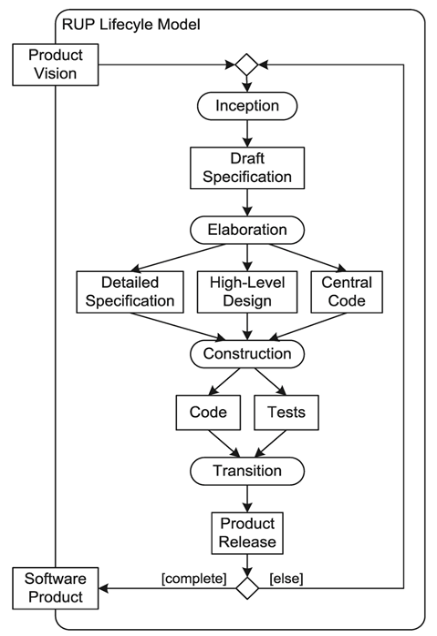 RUP Lifecyle Model
Product
Vision
Inception
Draft
Specification
Elaboration
Detailed
Specification
High-Level
Design
Central
Code
Construction
Code
Tests
Transition
Product
Release
[complete]
[else]
Software
Product